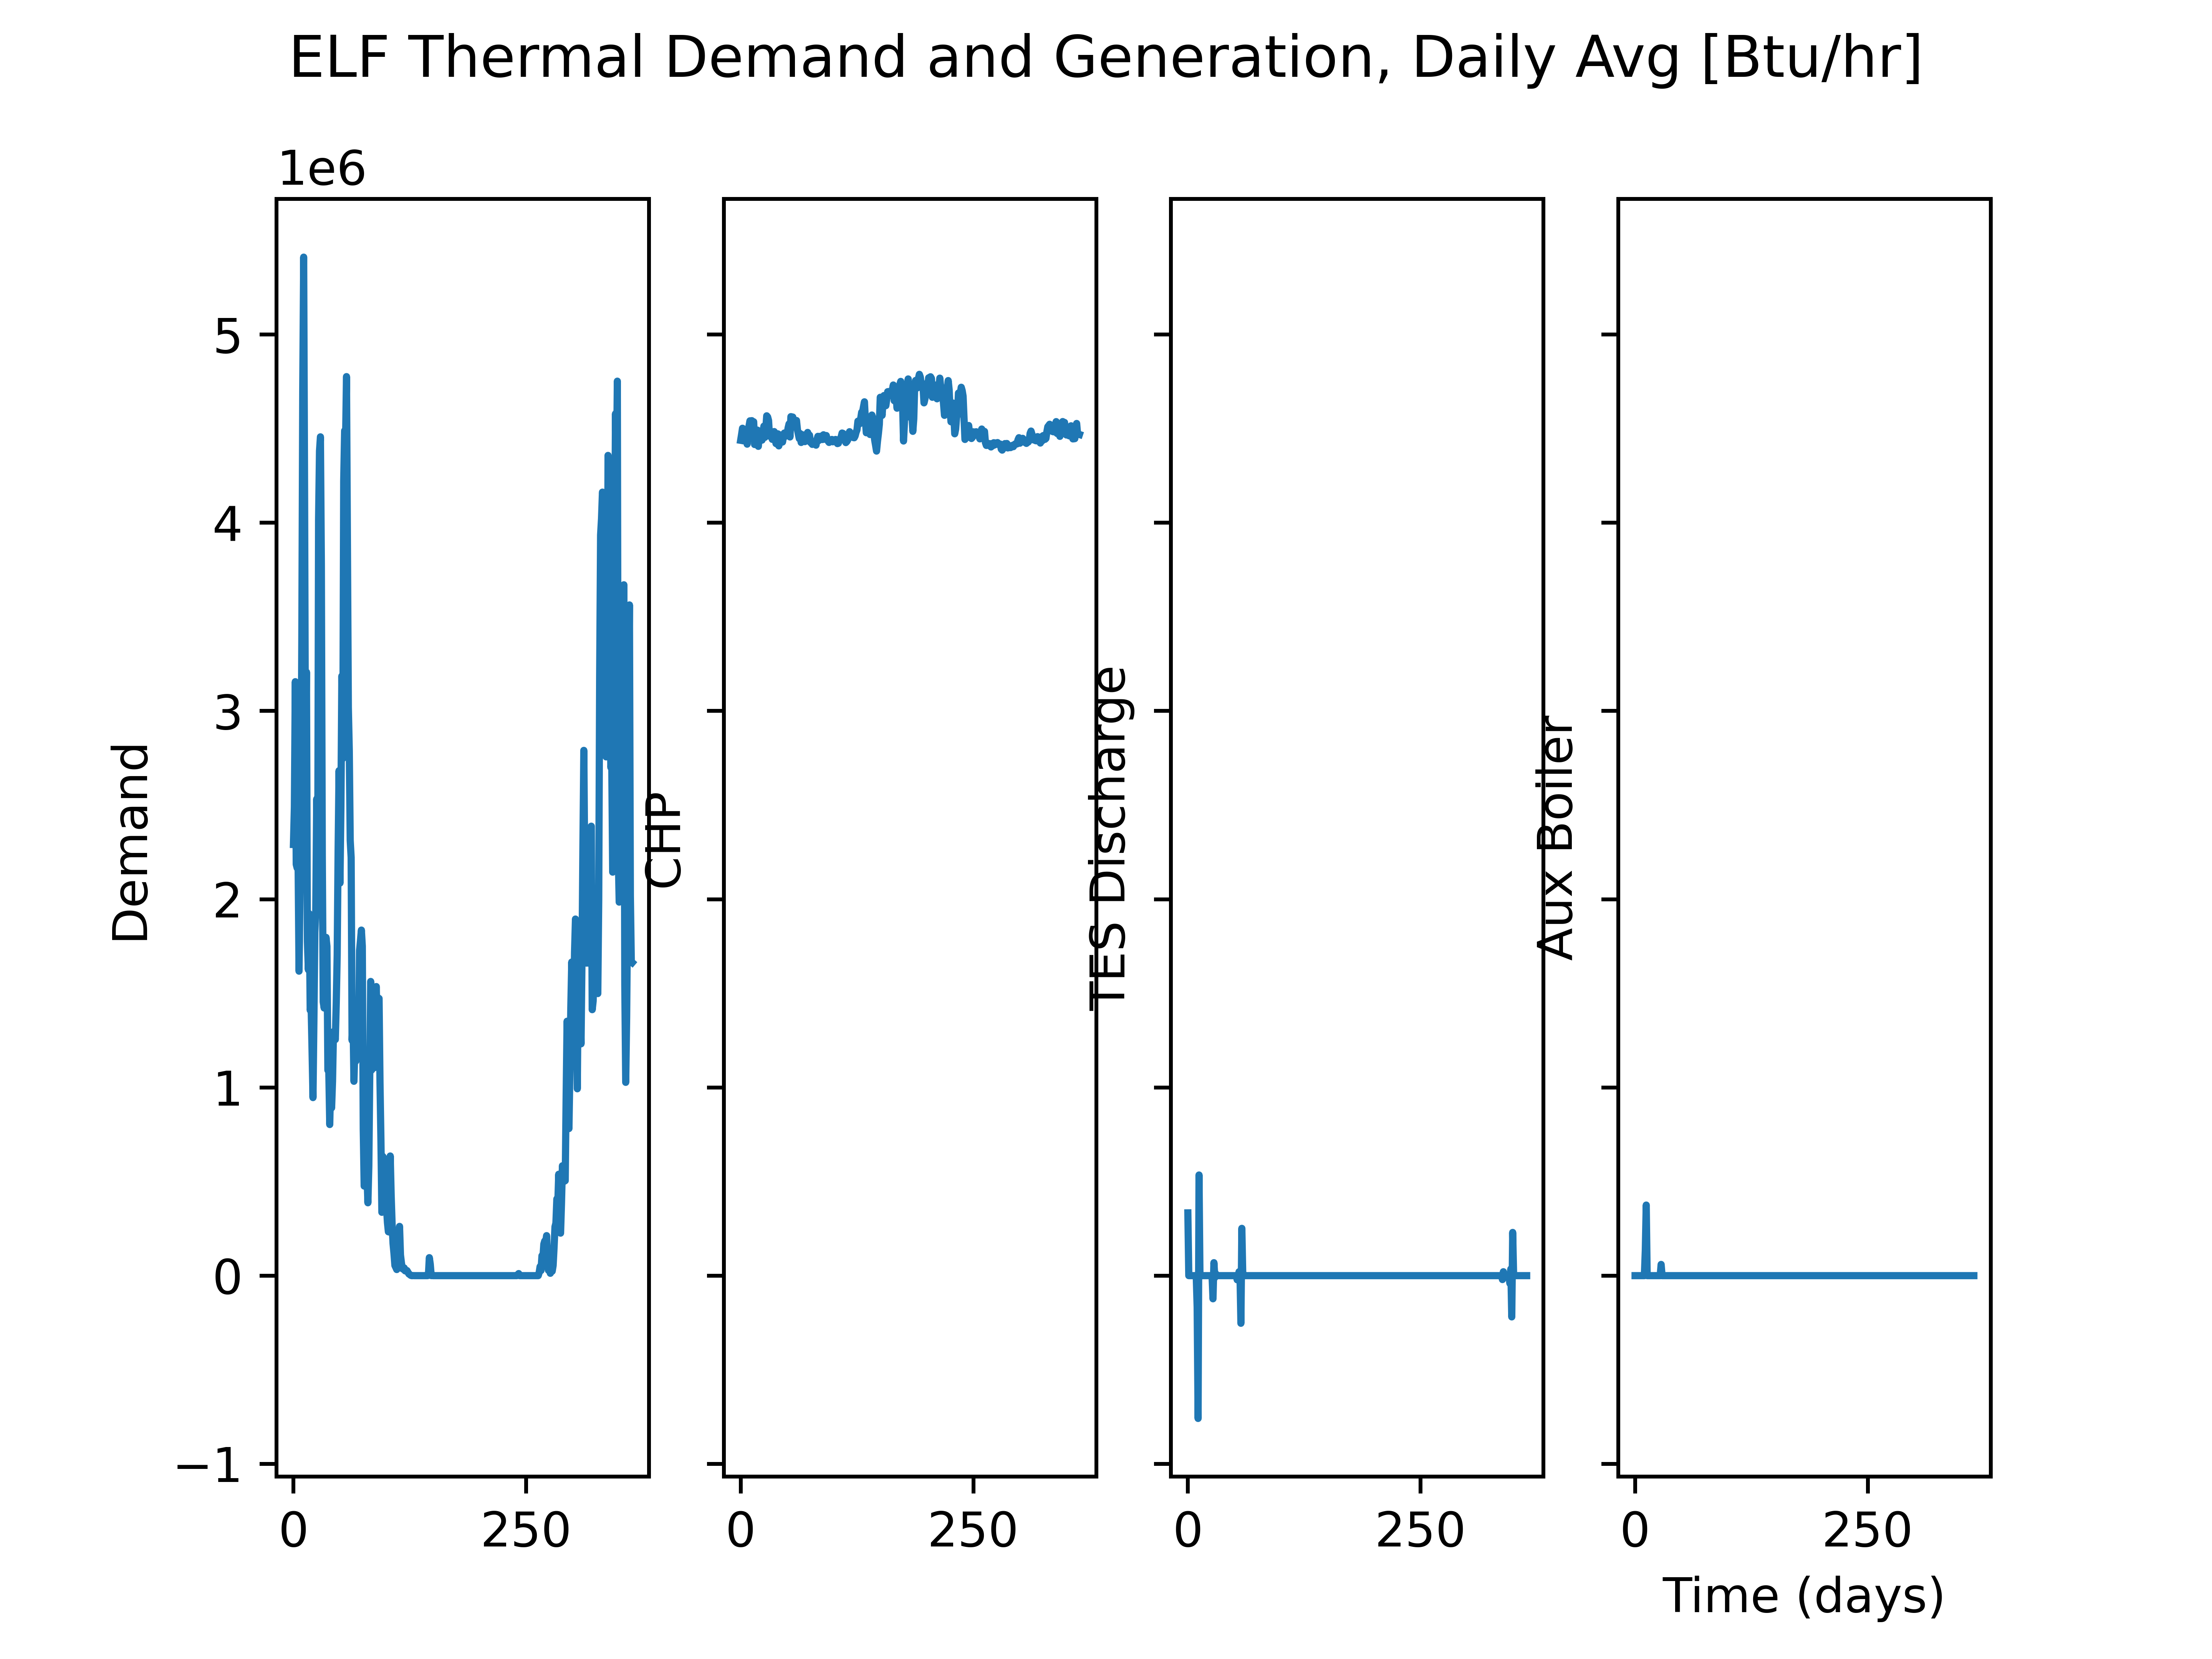 ELF Thermal Demand and Generation, Daily Avg [Btu/hr]
1e6
5
4
3
2
1
0
−1
Demand
CHP
TES Discharge
Aux Boiler
0 250
0 250
0 250
0 250
Time (days)